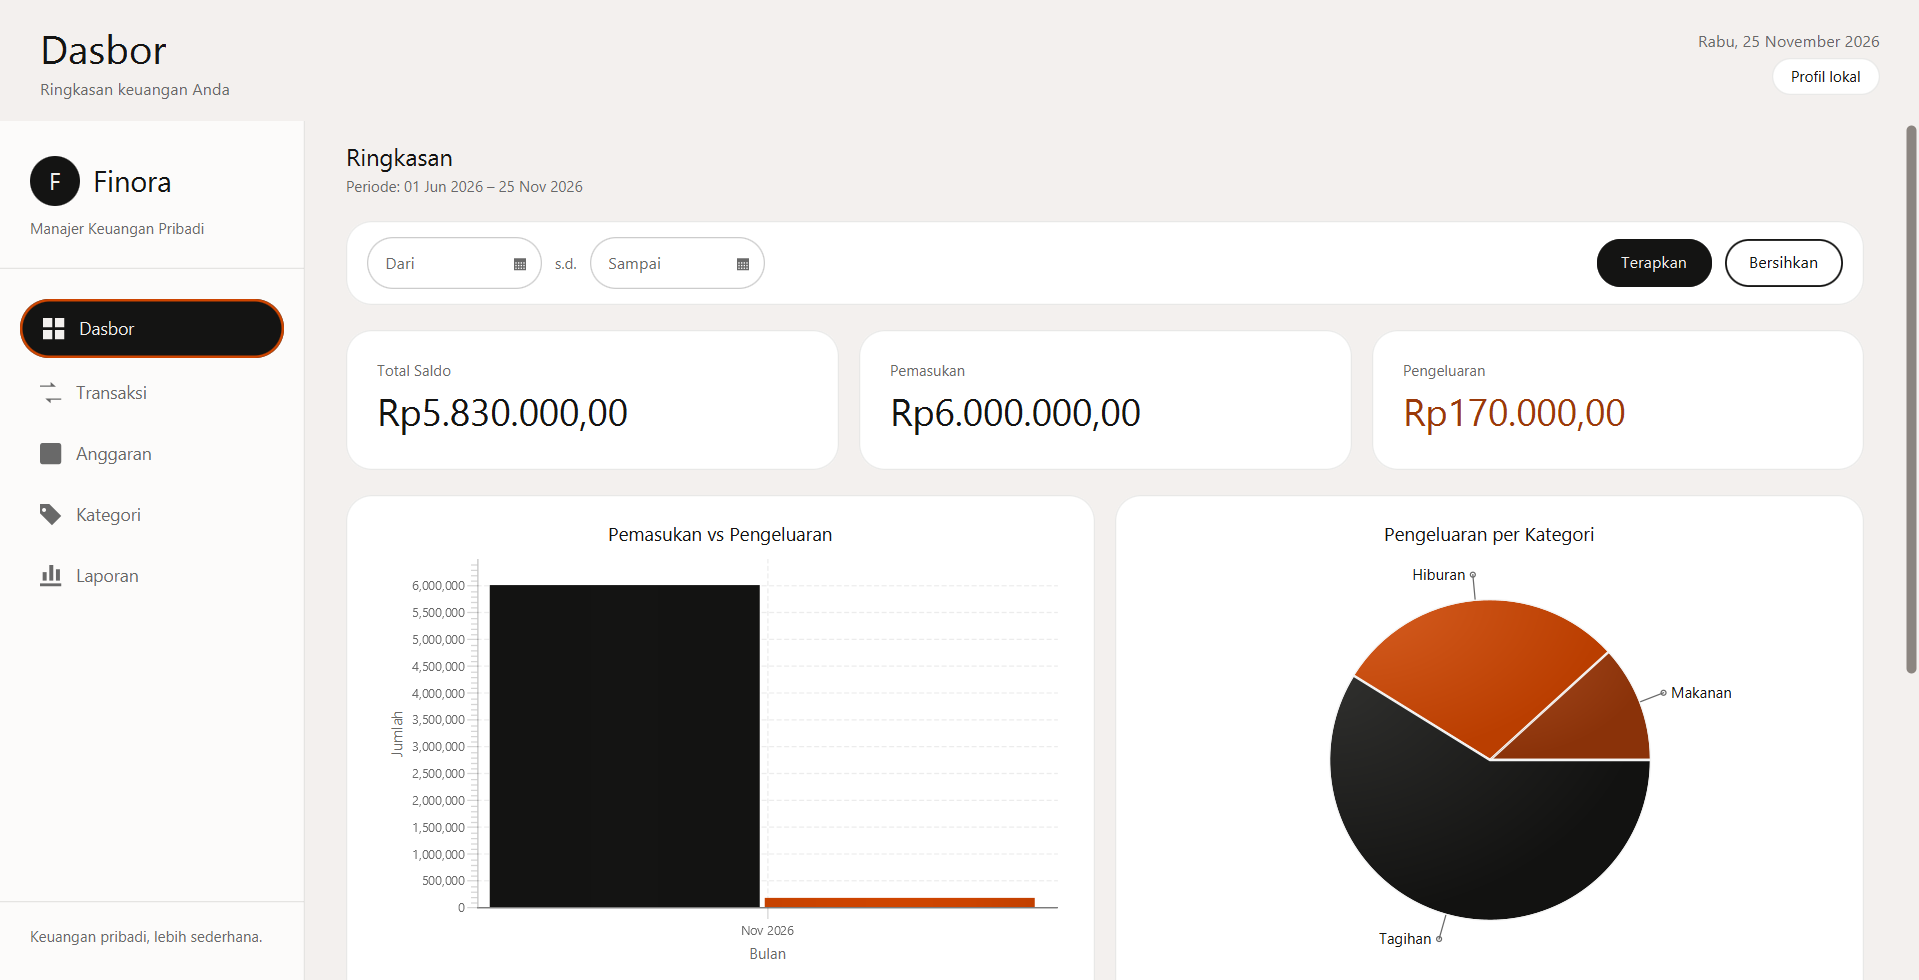 Dasbor
Ringkasan keuangan Anda
Rabu, 25 November 2026
Profil lokal
F
Finora
Manajer Keuangan Pribadi
Dasbor
Transaksi
Anggaran
Kategori
Laporan
Keuangan pribadi, lebih sederhana.
Ringkasan
Periode: 01 Jun 2026 – 25 Nov 2026
Dari
s.d.
Sampai
Terapkan
Bersihkan
Total Saldo
Rp5.830.000,00
Pemasukan
Rp6.000.000,00
Pengeluaran
Rp170.000,00
Pemasukan vs Pengeluaran
Jumlah
6,000,000
5,500,000
5,000,000
4,500,000
4,000,000
3,500,000
3,000,000
2,500,000
2,000,000
1,500,000
1,000,000
500,000
0
Nov 2026
Bulan
Pengeluaran per Kategori
Hiburan
Makanan
Tagihan